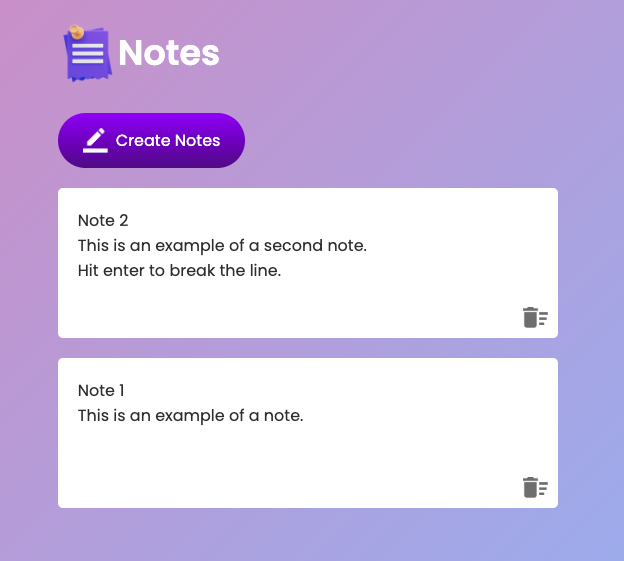 Notes
Create Notes
Note 2
This is an example of a second note.
Hit enter to break the line.
Note 1
This is an example of a note.